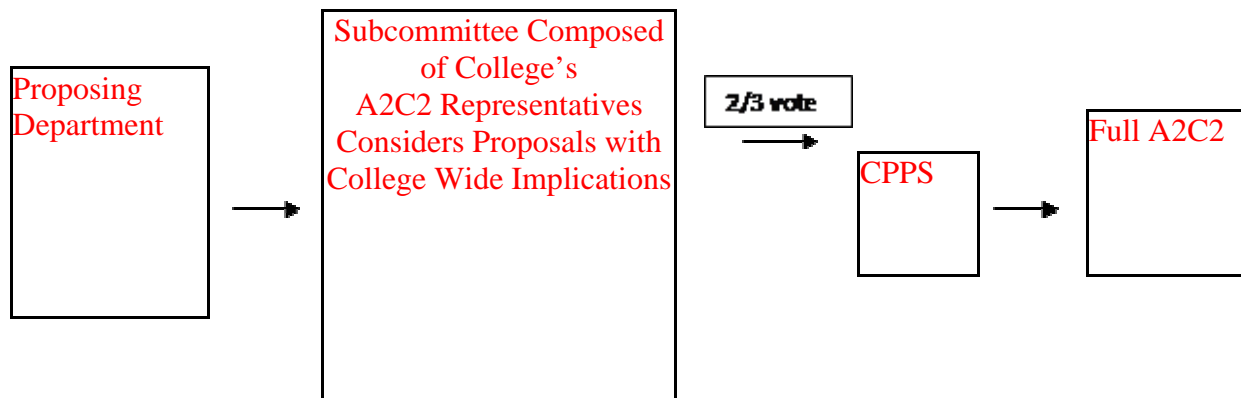 Proposing
Department
Subcommittee Composed
of College’s
A2C2 Representatives
Considers Proposals with
College Wide Implications
2/3 vote
CPPS
Full A2C2